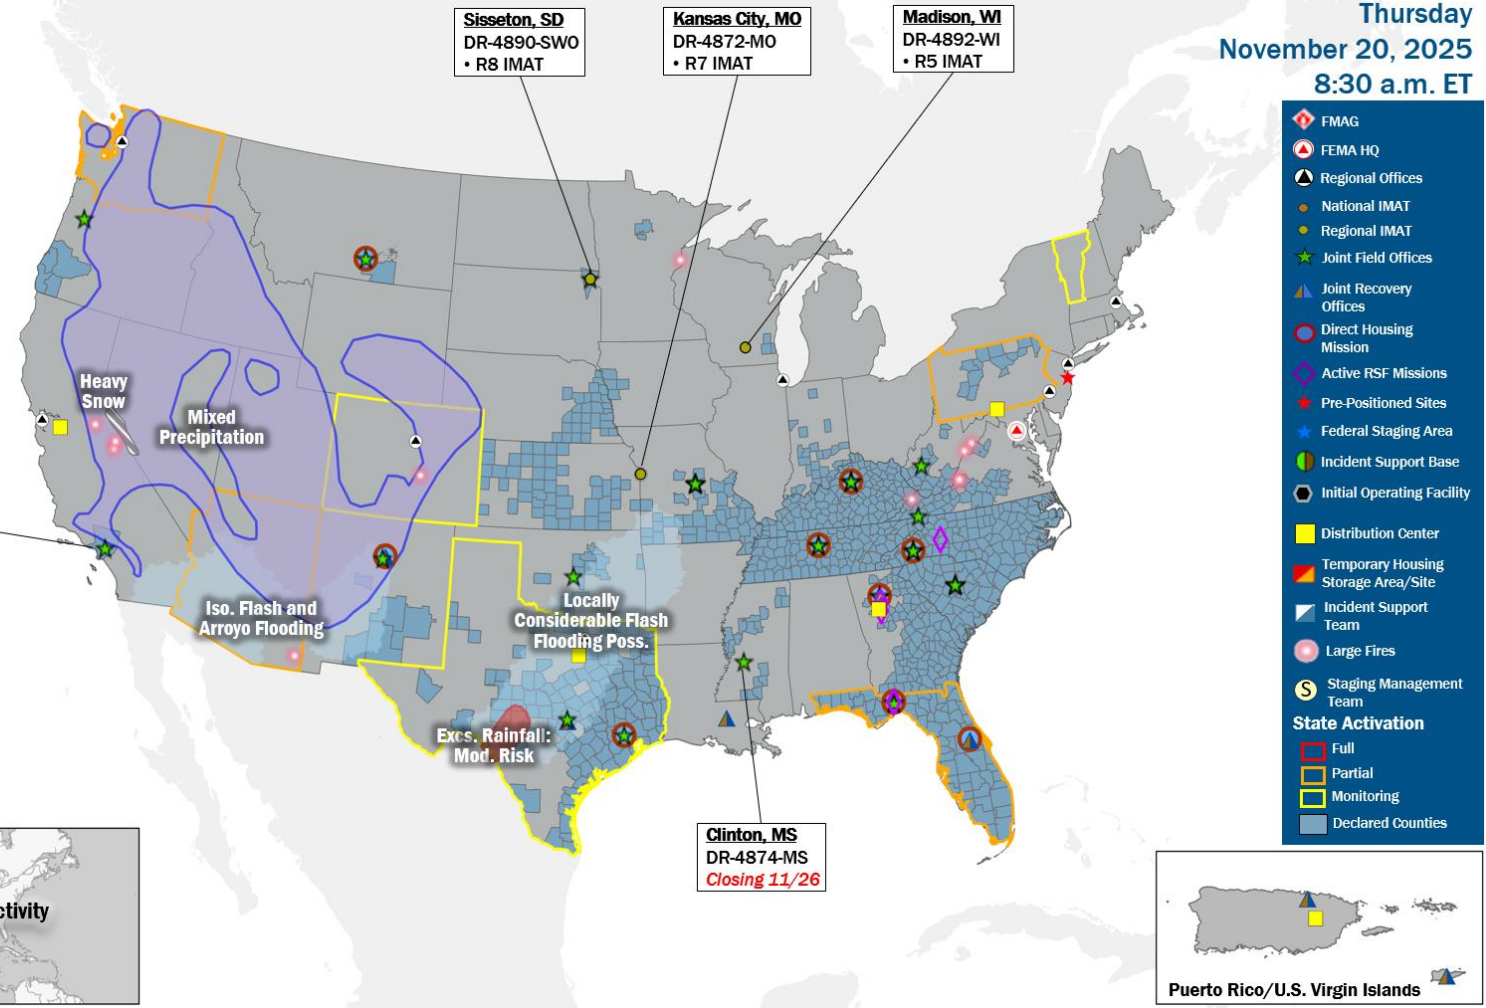 Thursday
November 20, 2025
8:30 a.m. ET
Sisseton, SD
DR-4890-SWO
• R8 IMAT
Kansas City, MO
DR-4872-MO
• R7 IMAT
Madison, WI
DR-4892-WI
• R5 IMAT
FMAG
FEMA HQ
Regional Offices
National IMAT
Regional IMAT
Joint Field Offices
Joint Recovery
Offices
Direct Housing
Mission
Active RSF Missions
Pre-Positioned Sites
Federal Staging Area
Incident Support Base
Initial Operating Facility
Distribution Center
Temporary Housing
Storage Area/Site
Incident Support
Team
Large Fires
S
Staging Management
Team
State Activation
Full
Partial
Monitoring
Declared Counties
Heavy
Snow
Mixed
Precipitation
Iso. Flash and
Arroyo Flooding
Locally
Considerable Flash
Flooding Poss.
Excs. Rainfall:
Mod. Risk
Clinton, MS
DR-4874-MS
Closing 11/26
ctivity
Puerto Rico/U.S. Virgin Islands